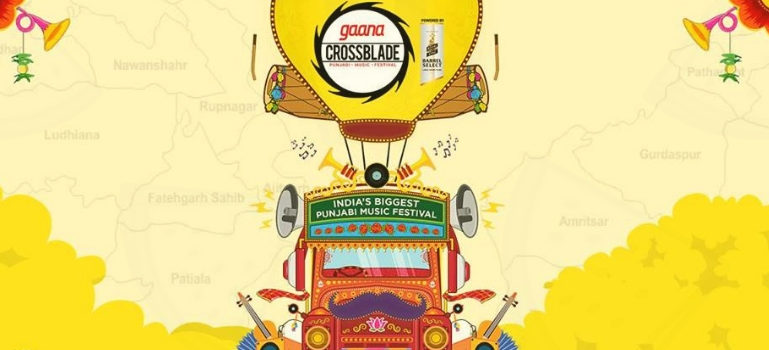 gaana
CROSSBLADE
PUNJABI • MUSIC • FESTIVAL
POWERED BY
BARREL
SELECT
INDIA'S BIGGEST
PUNJABI MUSIC FESTIVAL
Nawanshahr
Rupnagar
Ludhiana
Fatehgarh Sahib
Patiala
Gurdaspur
Amritsar